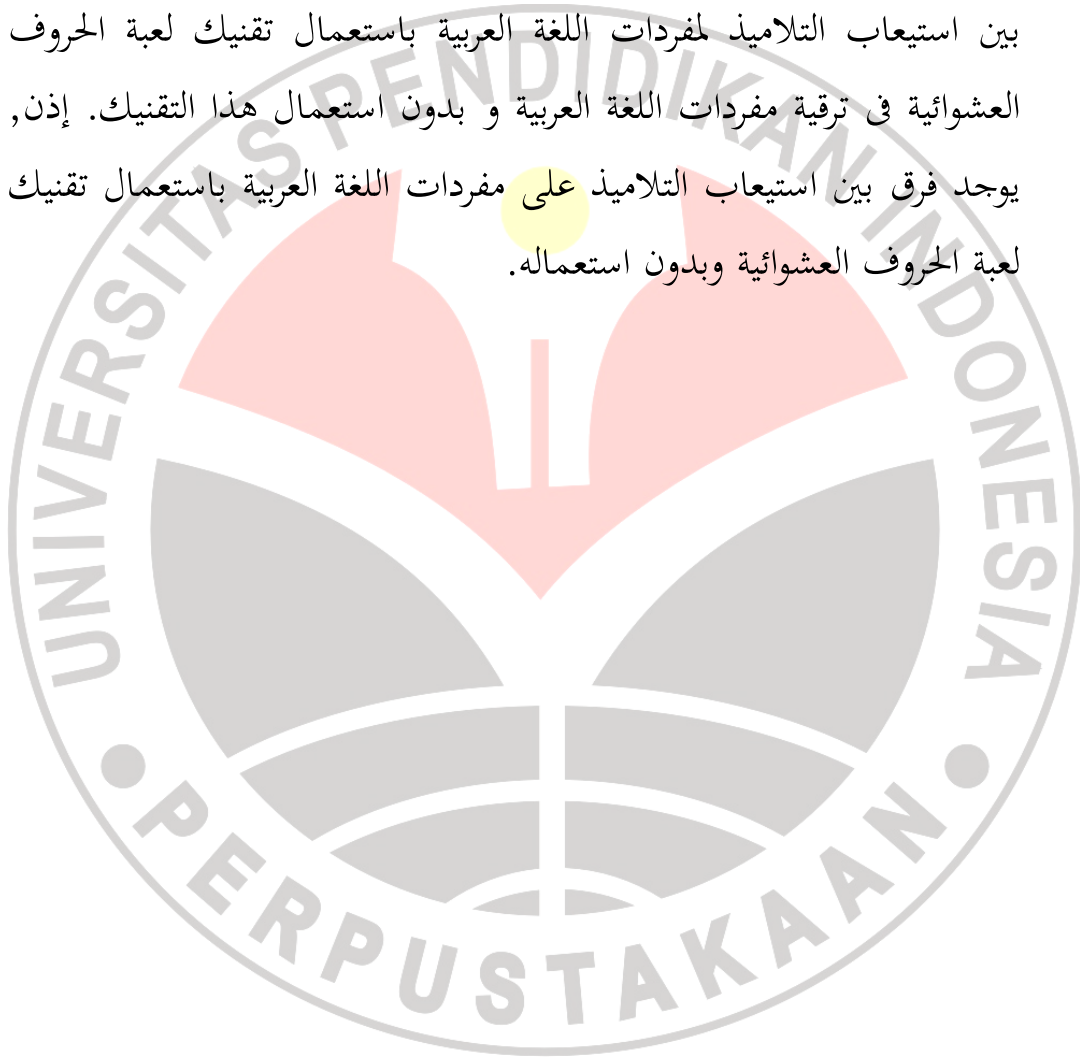 بين استيعاب التلاميذ لمفردات اللغة العربية باستعمال تقنيك لعبة الحروف
العشوائية فى ترقية مفردات اللغة العربية و بدون استعمال هذا التقنيك. إذن,
يوجد فرق بين استيعاب التلاميذ على مفردات اللغة العربية باستعمال تقنيك
لعبة الحروف العشوائية وبدون استعماله.
UNIVERSITAS PENDIDIKAN INDONESIA
PERPUSTAKAAN